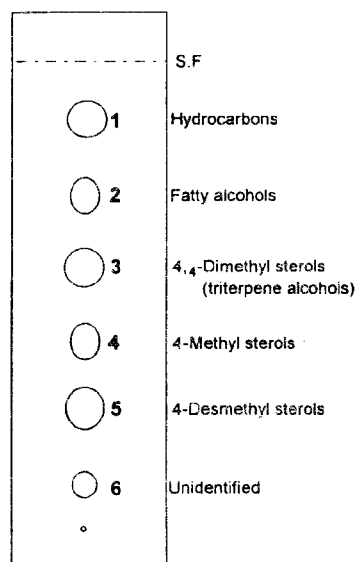 S.F
1 Hydrocarbons
2 Fatty alcohols
3 4,4-Dimethyl sterols
(triterpene alcohols)
4 4-Methyl sterols
5 4-Desmethyl sterols
6 Unidentified